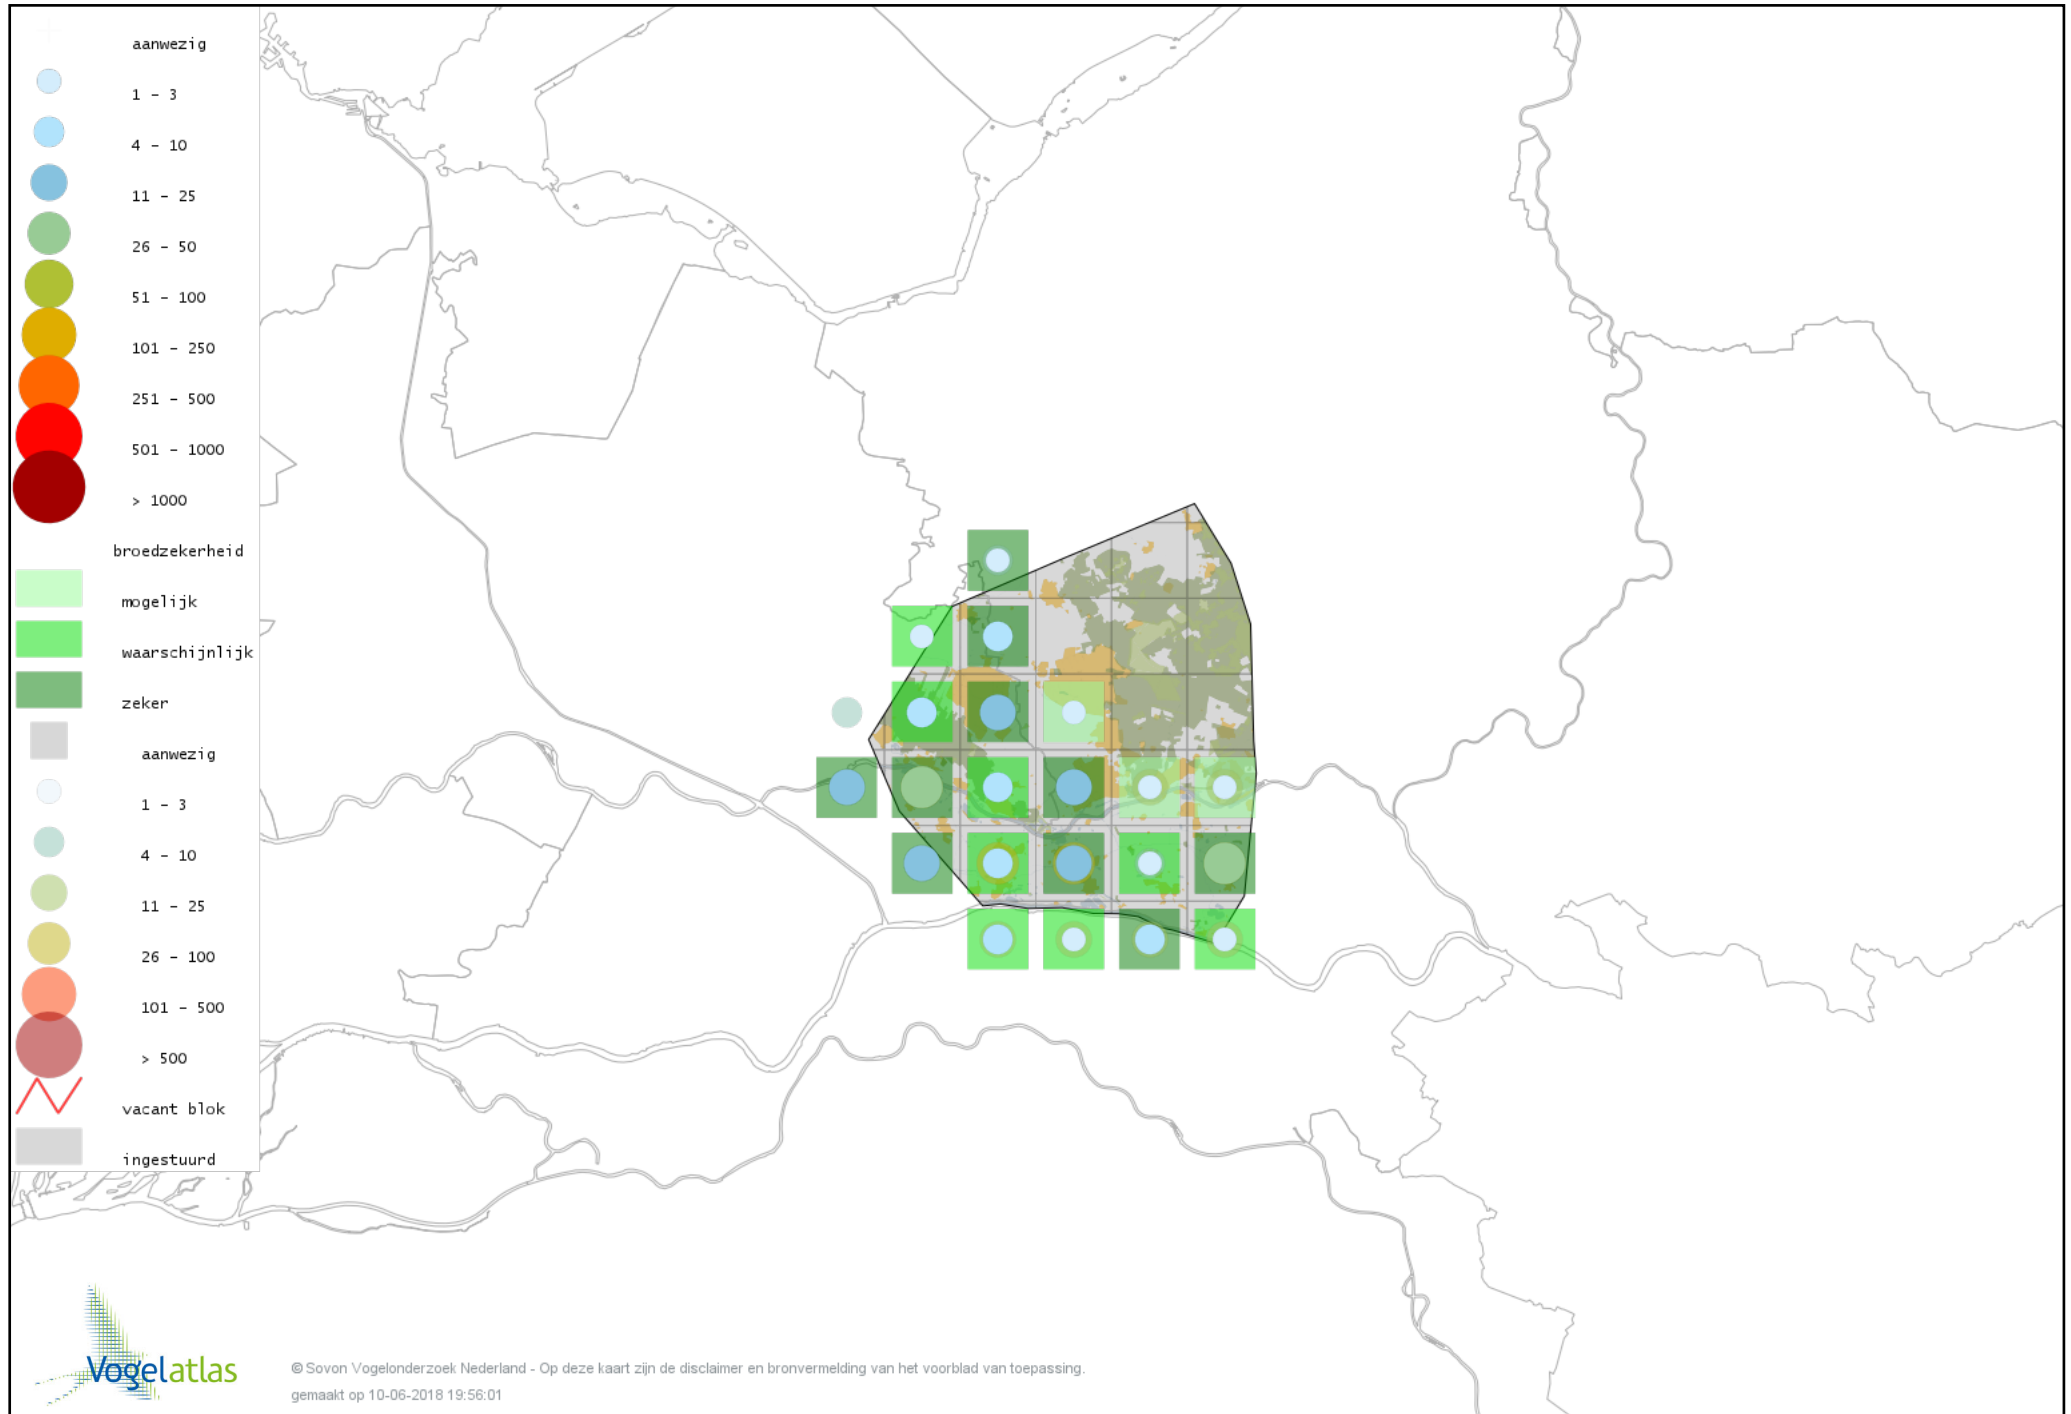 aanwezig
1 - 3
4 - 10
11 - 25
26 - 50
51 - 100
101 - 250
251 - 500
501 - 1000
> 1000
broedzekerheid
mogelijk
waarschijnlijk
zeker
aanwezig
1 - 3
4 - 10
11 - 25
26 - 100
101 - 500
> 500
vacant blok
ingestuurd
Vogelatlas
© Sovon Vogelonderzoek Nederland - Op deze kaart zijn de disclaimer en bronvermelding van het voorblad van toepassing.
gemaakt op 10-06-2018 19:56:01